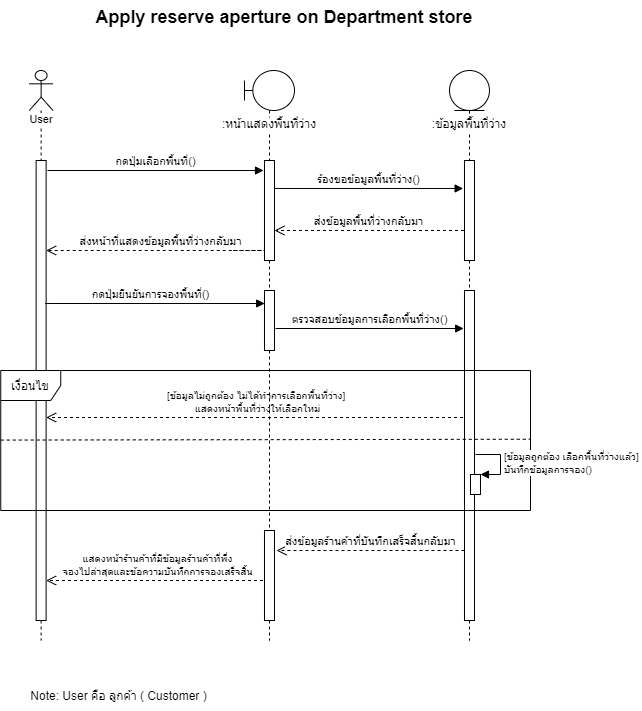 Apply reserve aperture on Department store
User
:หน้าแสดงพื้นที่ว่าง
:ข้อมูลพื้นที่ว่าง
กดปุ่มเลือกพื้นที่()
ร้องขอข้อมูลพื้นที่ว่าง()
ส่งข้อมูลพื้นที่ว่างกลับมา
ส่งหน้าที่แสดงข้อมูลพื้นที่ว่างกลับมา
กดปุ่มยืนยันการจองพื้นที่()
ตรวจสอบข้อมูลการเลือกพื้นที่ว่าง()
เงื่อนไข
[ข้อมูลไม่ถูกต้อง ไม่ได้ทำการเลือกพื้นที่ว่าง]
แสดงหน้าพื้นที่ว่างให้เลือกใหม่
[ข้อมูลถูกต้อง เลือกพื้นที่ว่างแล้ว]
บันทึกข้อมูลการจอง()
ส่งข้อมูลร้านค้าที่บันทึกเสร็จสิ้นกลับมา
แสดงหน้าร้านค้าที่มีข้อมูลร้านค้าที่พึ่ง
จองไปล่าสุดและข้อความบันทึกการจองเสร็จสิ้น
Note: User คือ ลูกค้า ( Customer )